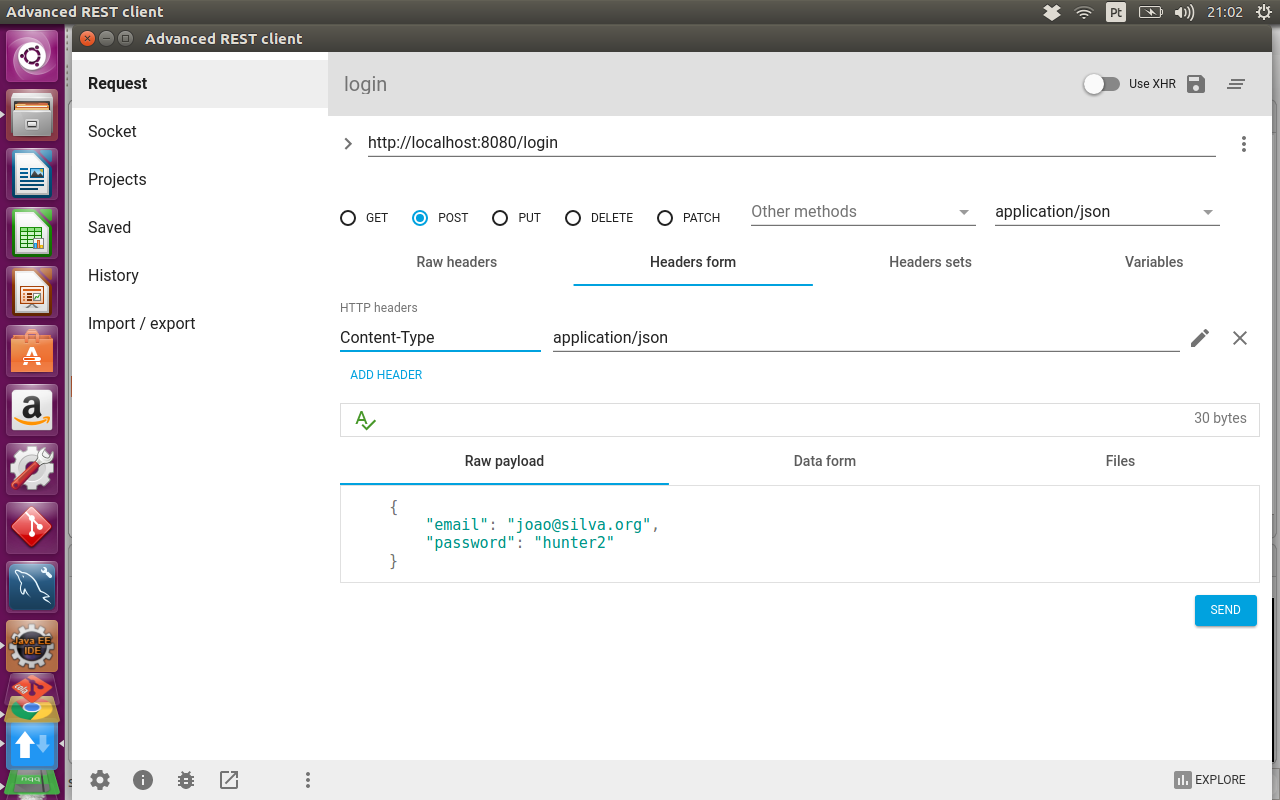 Advanced REST client
Pt
21:02
Advanced REST client
Request
Socket
Projects
Saved
History
Import / export
login
Use XHR
http://localhost:8080/login
GET
POST
PUT
DELETE
PATCH
Other methods
application/json
Raw headers
Headers form
Headers sets
Variables
HTTP headers
Content-Type
application/json
ADD HEADER
A
30 bytes
Raw payload
Data form
Files
{
"email": "joao@silva.org",
"password": "hunter2"
}
SEND
EXPLORE
A
a
Java EE
IDE